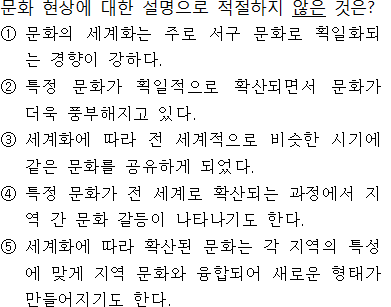 문화 현상에 대한 설명으로 적절하지 않은 것은?
① 문화의 세계화는 주로 서구 문화로 획일화되
는 경향이 강하다.
② 특정 문화가 획일적으로 확산되면서 문화가
더욱 풍부해지고 있다.
③ 세계화에 따라 전 세계적으로 비슷한 시기에
같은 문화를 공유하게 되었다.
④ 특정 문화가 전 세계로 확산되는 과정에서 지
역 간 문화 갈등이 나타나기도 한다.
⑤ 세계화에 따라 확산된 문화는 각 지역의 특성
에 맞게 지역 문화와 융합되어 새로운 형태가
만들어지기도 한다.